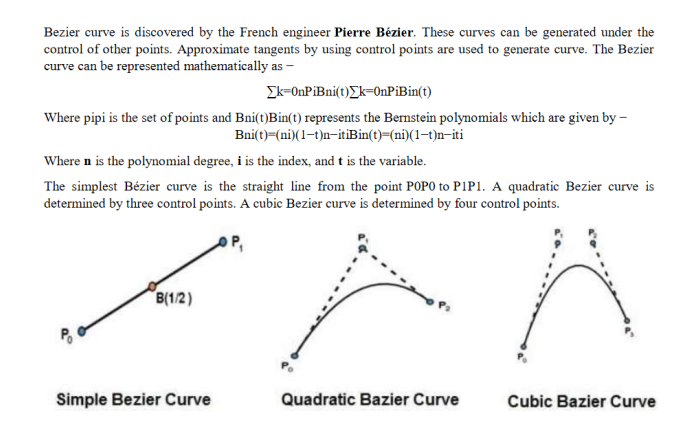 Bezier curve is discovered by the French engineer Pierre Bézier. These curves can be generated under the
control of other points. Approximate tangents by using control points are used to generate curve. The Bezier
curve can be represented mathematically as −
∑k=0nPiBni(t)∑k=0nPiBin(t)
Where pipi is the set of points and Bni(t)Bin(t) represents the Bernstein polynomials which are given by −
Bni(t)=(ni)(1−t)n−itiBin(t)=(ni)(1−t)n−iti
Where n is the polynomial degree, i is the index, and t is the variable.
The simplest Bézier curve is the straight line from the point P0P0 to P1P1. A quadratic Bezier curve is
determined by three control points. A cubic Bezier curve is determined by four control points.
P1
B(1/2)
P0
P1
P2
P0
P1 P2
P3
P0
Simple Bezier Curve
Quadratic Bazier Curve
Cubic Bazier Curve